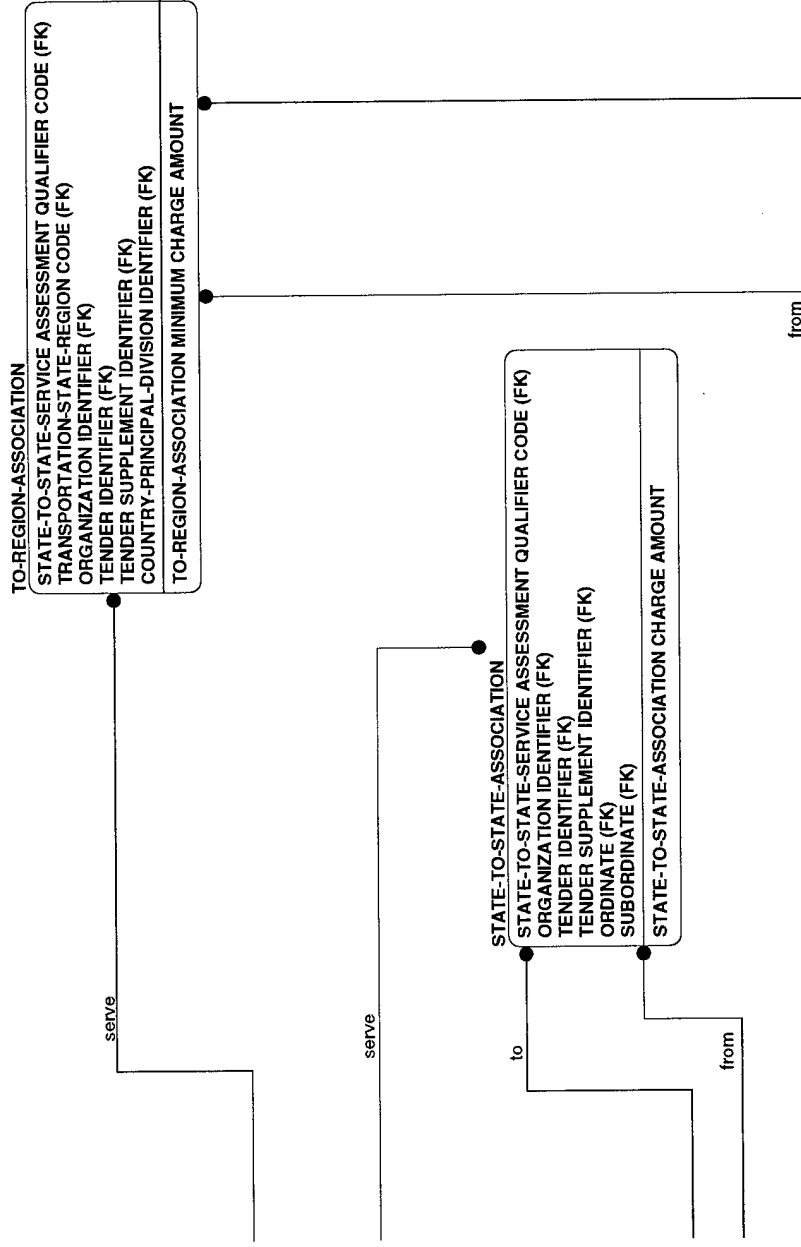 TO-REGION-ASSOCIATION
STATE-TO-STATE-SERVICE ASSESSMENT QUALIFIER CODE (FK)
TRANSPORTATION-STATE-REGION CODE (FK)
ORGANIZATION IDENTIFIER (FK)
TENDER IDENTIFIER (FK)
TENDER SUPPLEMENT IDENTIFIER (FK)
COUNTRY-PRINCIPAL-DIVISION IDENTIFIER (FK)
TO-REGION-ASSOCIATION MINIMUM CHARGE AMOUNT
serve
from
serve
STATE-TO-STATE-ASSOCIATION
STATE-TO-STATE-SERVICE ASSESSMENT QUALIFIER CODE (FK)
ORGANIZATION IDENTIFIER (FK)
TENDER IDENTIFIER (FK)
TENDER SUPPLEMENT IDENTIFIER (FK)
ORDINATE (FK)
SUBORDINATE (FK)
STATE-TO-STATE-ASSOCIATION CHARGE AMOUNT
to
from